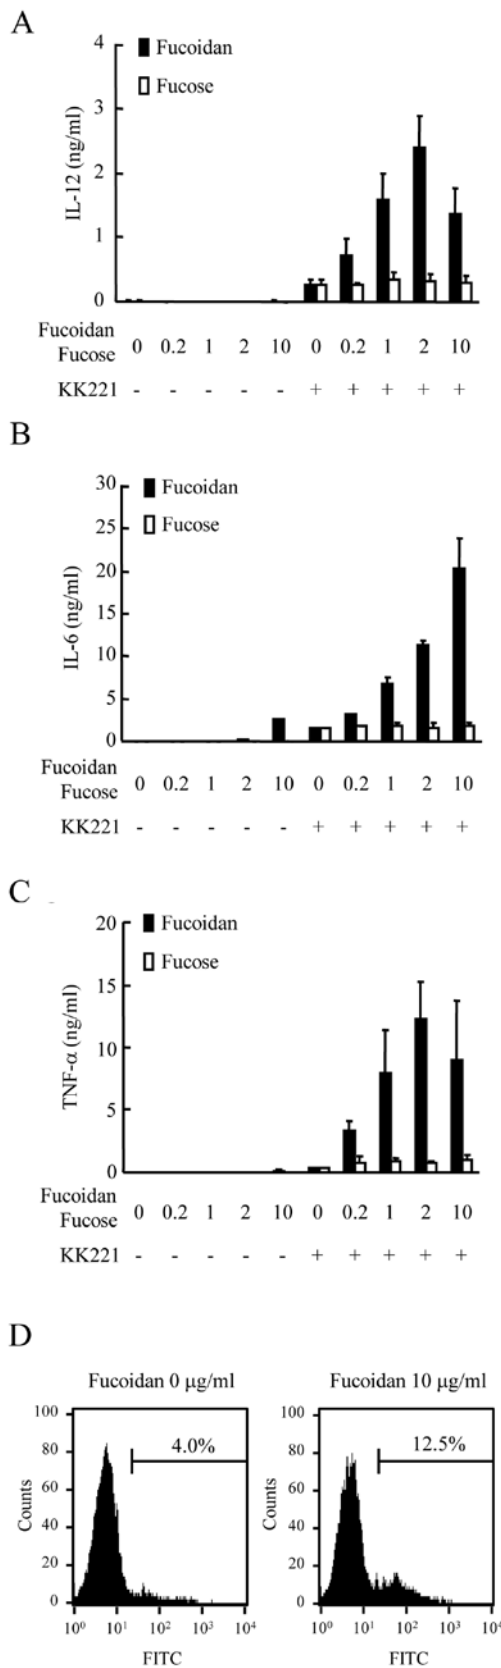 A
4
Fucoidan
Fucose
3
2
1
0
IL-12 (ng/ml)
Fucoidan
Fucose
0 0.2 1 2 10 0 0.2 1 2 10
KK221 - - - - - + + + + +
B
30
Fucoidan
25
Fucose
20
15
10
5
0
IL-6 (ng/ml)
Fucoidan
Fucose
0 0.2 1 2 10 0 0.2 1 2 10
KK221 - - - - - + + + + +
C
20
Fucoidan
Fucose
15
10
5
0
TNF-α (ng/ml)
Fucoidan
Fucose
0 0.2 1 2 10 0 0.2 1 2 10
KK221 - - - - - + + + + +
D
Fucoidan 0 µg/ml
100
80
60
40
20
0
Counts
4.0%
10⁰ 10¹ 10² 10³ 10⁴
FITC
Fucoidan 10 µg/ml
100
80
60
40
20
0
Counts
12.5%
10⁰ 10¹ 10² 10³ 10⁴
FITC